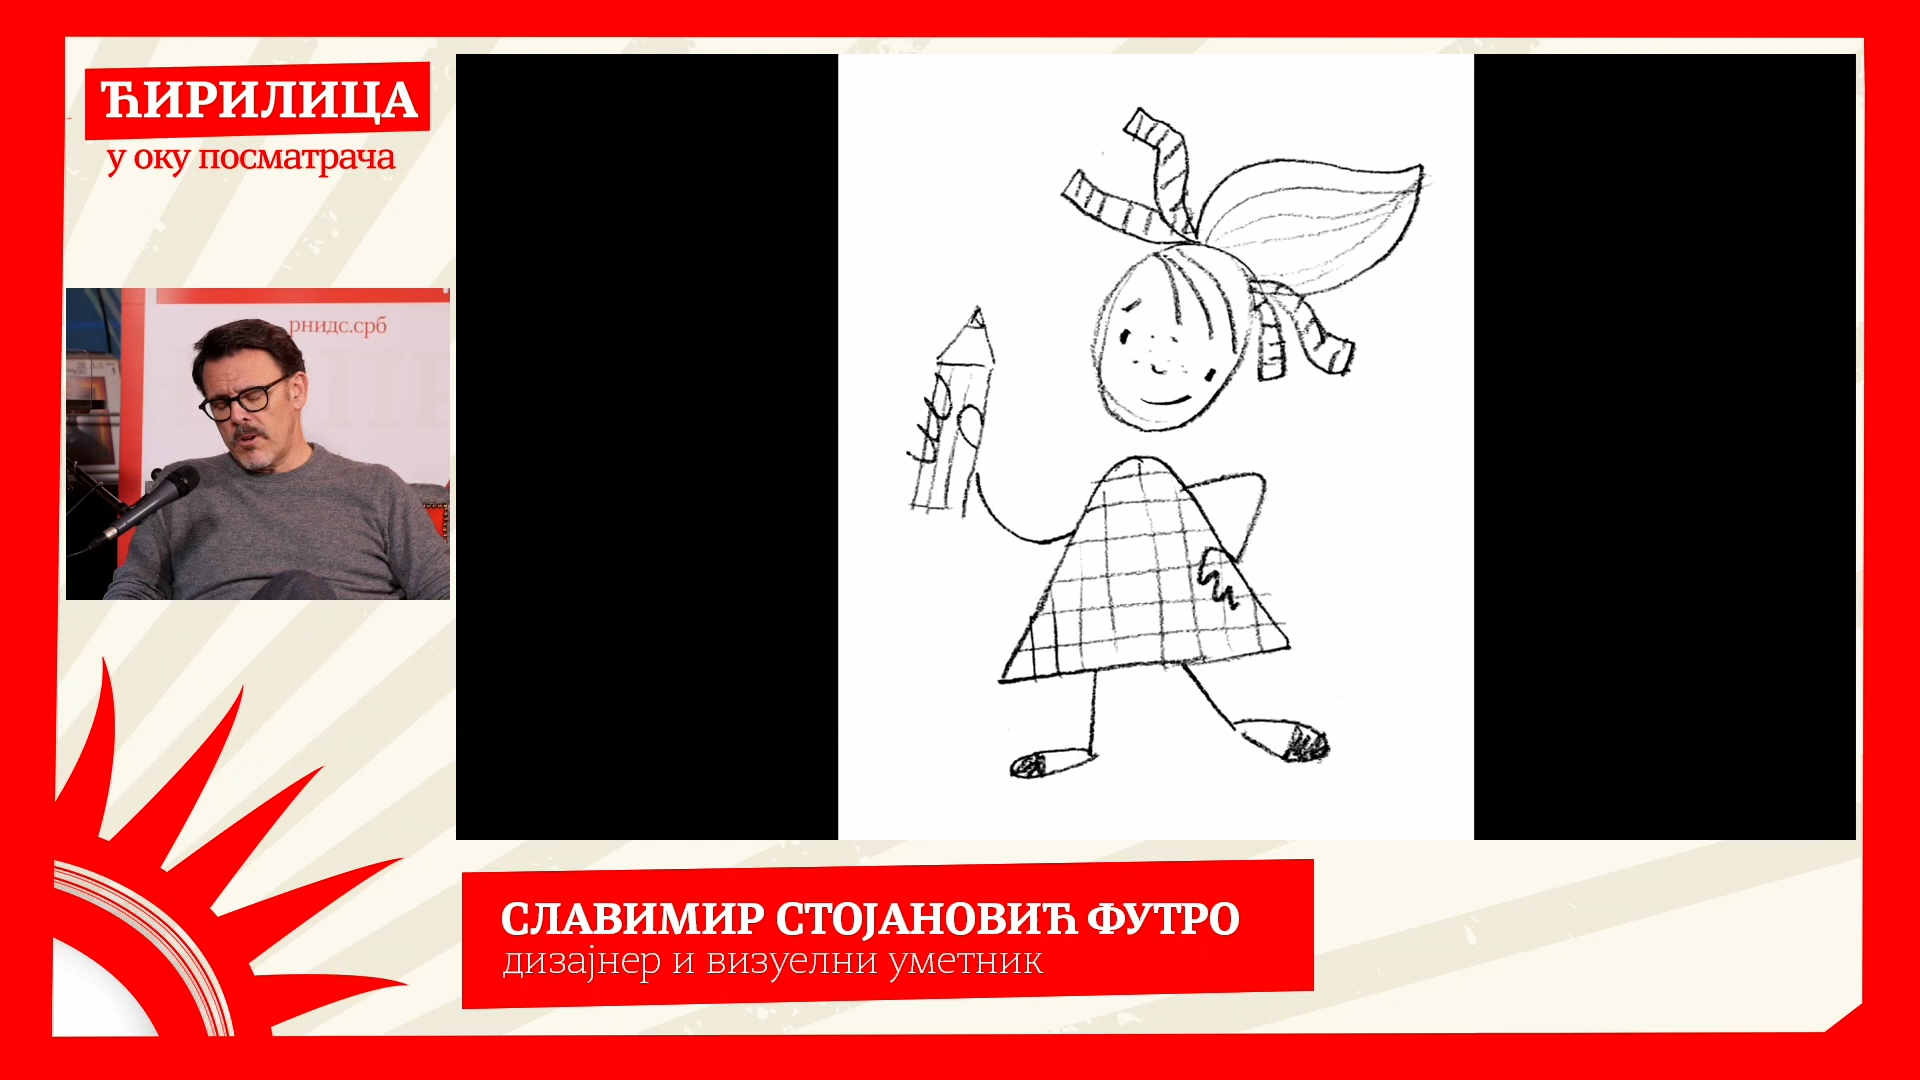 ЋИРИЛИЦА
у оку посматрача
рнидс.срб
СЛАВИМИР СТОЈАНОВИЋ ФУТРО
дизајнер и визуелни уметник